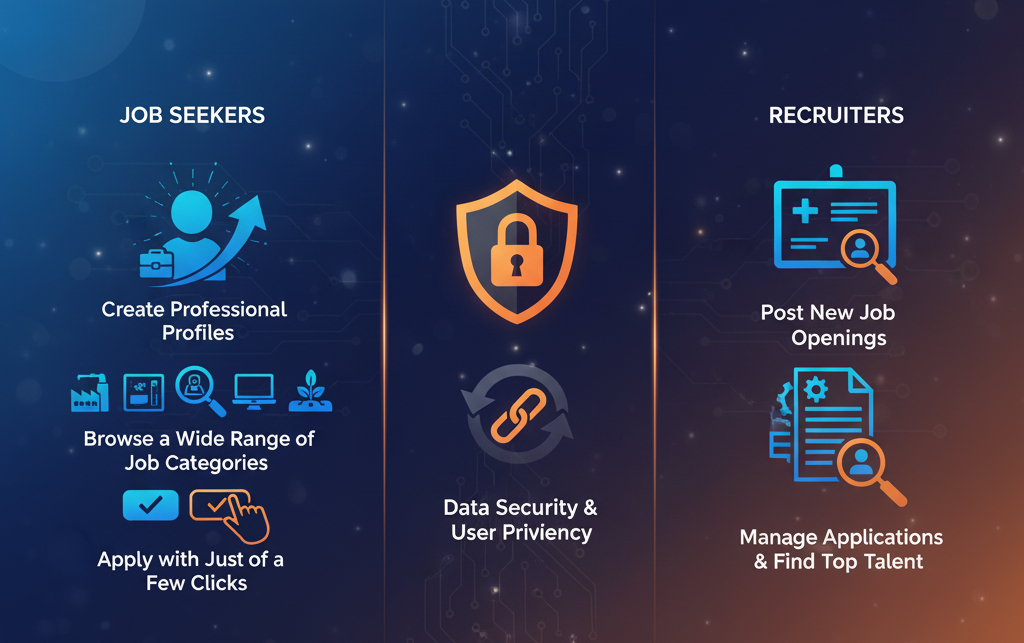 JOB SEEKERS
Create Professional
Profiles
Browse a Wide Range of
Job Categories
Apply with Just of a
Few Clicks
Data Security &
User Priviency
RECRUITERS
Post New Job
Openings
Manage Applications
& Find Top Talent